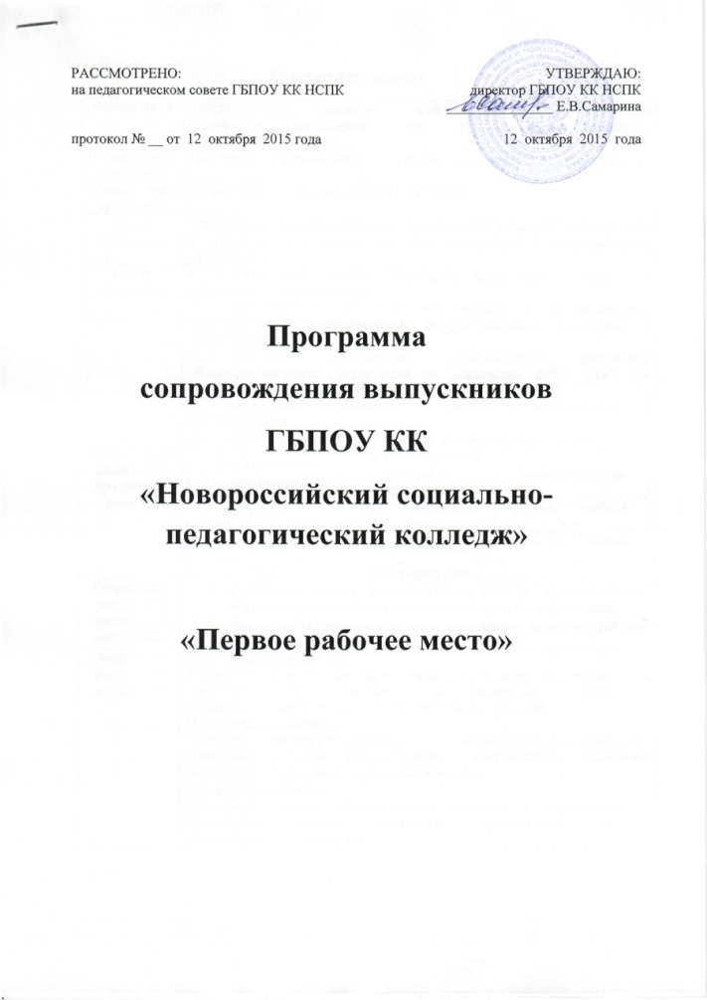 РАССМОТРЕНО:
на педагогическом совете ГБПОУ КК НСПК
протокол № __ от 12 октября 2015 года
УТВЕРЖДАЮ:
директор ГБПОУ КК НСПК
______________ Е.В.Самарина
12 октября 2015 года
Программа
сопровождения выпускников
ГБПОУ КК
«Новороссийский социально-
педагогический колледж»
«Первое рабочее место»